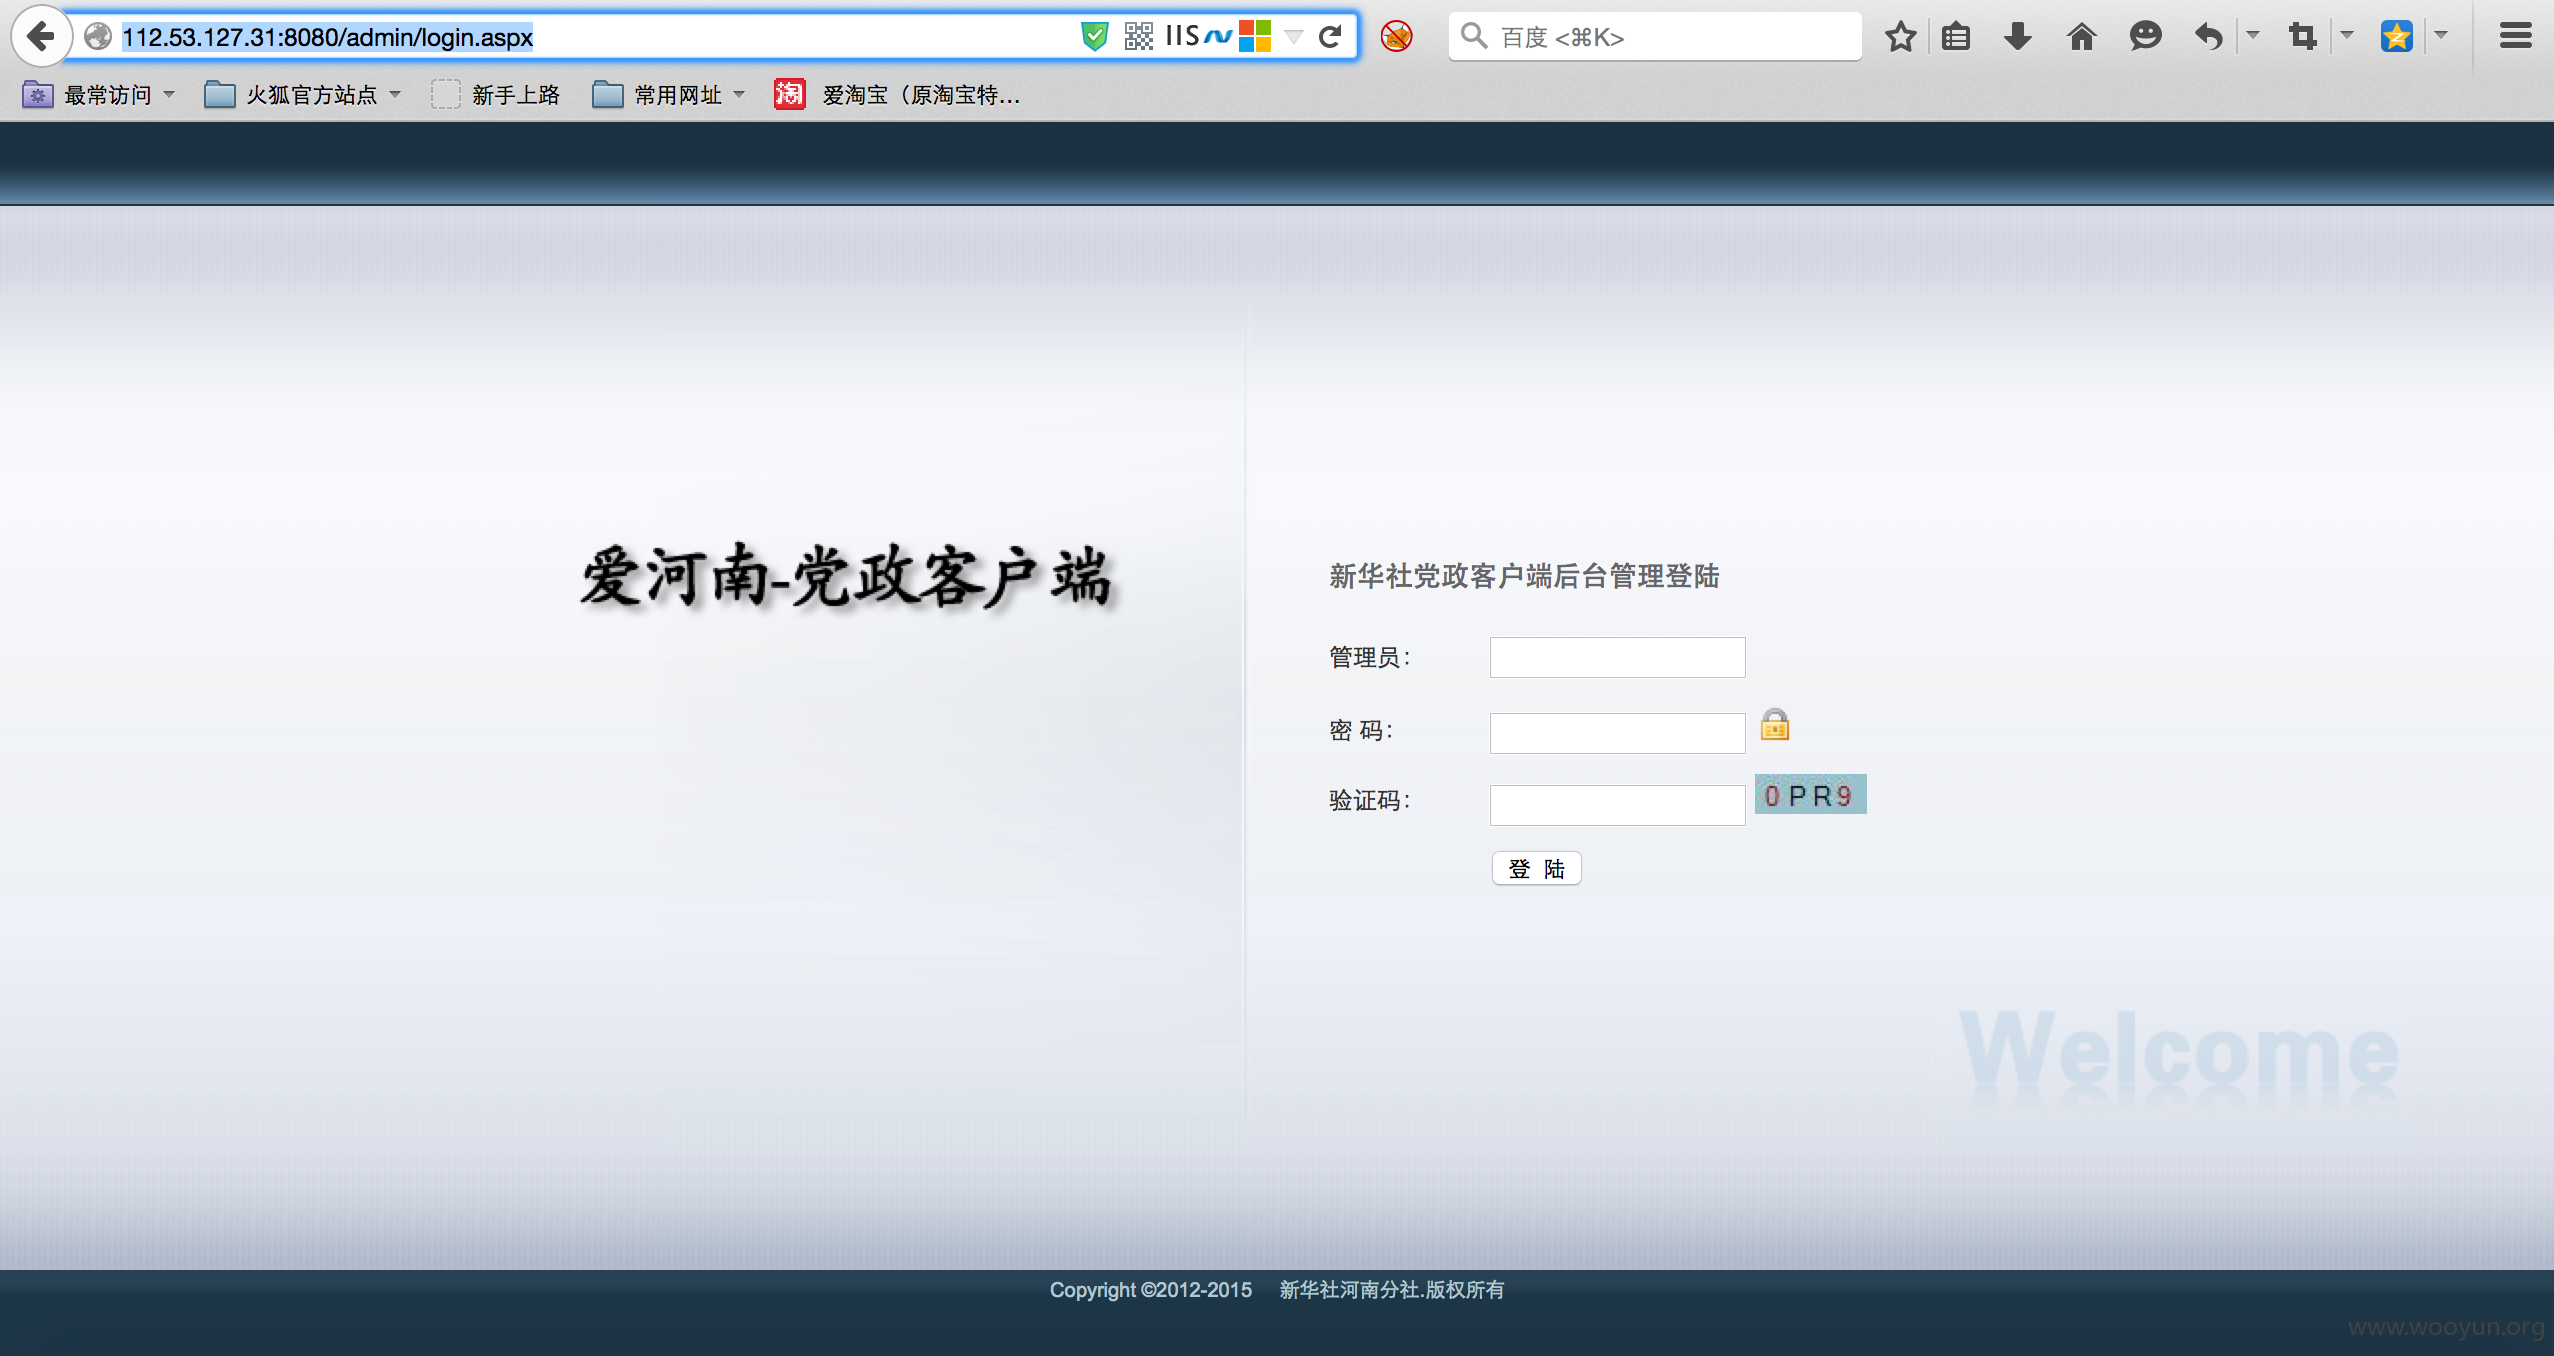 112.53.127.31:8080/admin/login.aspx
IIS
百度 <⌘K>
最常访问
火狐官方站点
新手上路
常用网址
淘
爱淘宝（原淘宝特...
爱河南-党政客户端
新华社党政客户端后台管理登陆
管理员：
密 码：
验证码：
0PR9
登 陆
Welcome
Copyright ©2012-2015 新华社河南分社.版权所有
www.wooyun.org